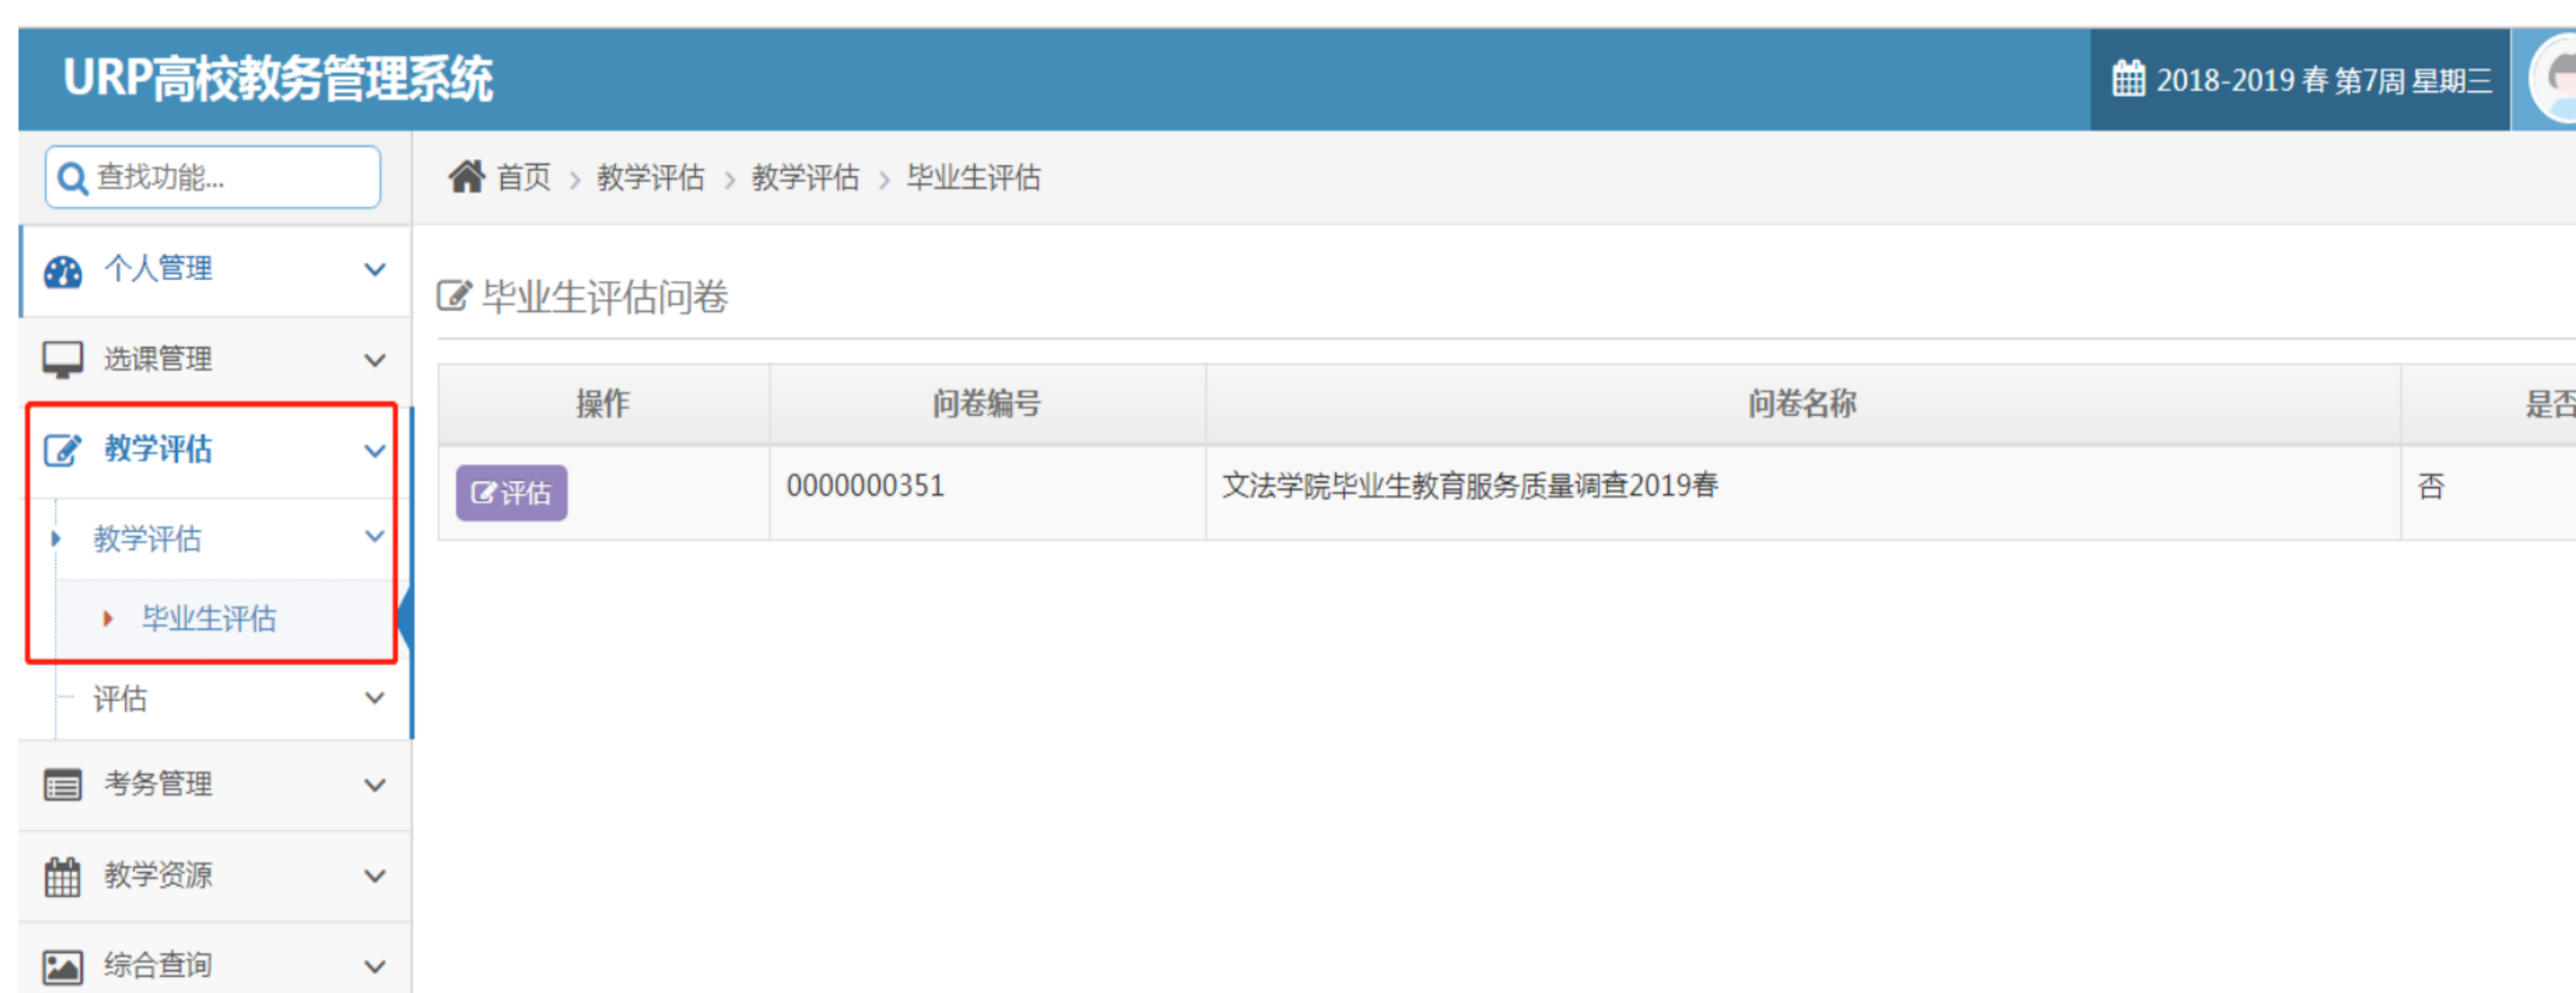 URP高校教务管理系统
2018-2019 春 第7周 星期三
查找功能...
首页 > 教学评估 > 教学评估 > 毕业生评估
个人管理
选课管理
教学评估
教学评估
毕业生评估
评估
考务管理
教学资源
综合查询
毕业生评估问卷
操作 问卷编号 问卷名称 是否
评估 0000000351 文法学院毕业生教育服务质量调查2019春 否